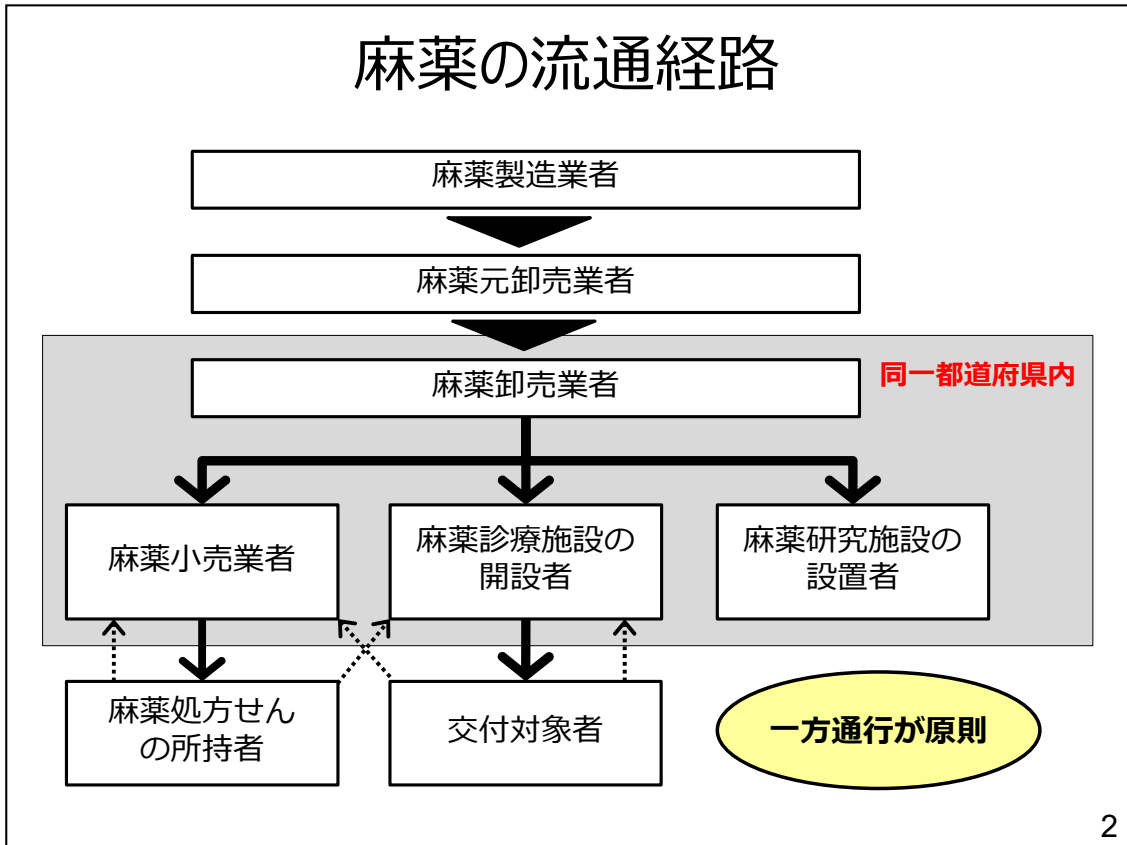 麻薬の流通経路
麻薬製造業者
麻薬元卸売業者
麻薬卸売業者
同一都道府県内
麻薬小売業者
麻薬診療施設の
開設者
麻薬研究施設の
設置者
麻薬処方せん
の所持者
交付対象者
一方通行が原則
2